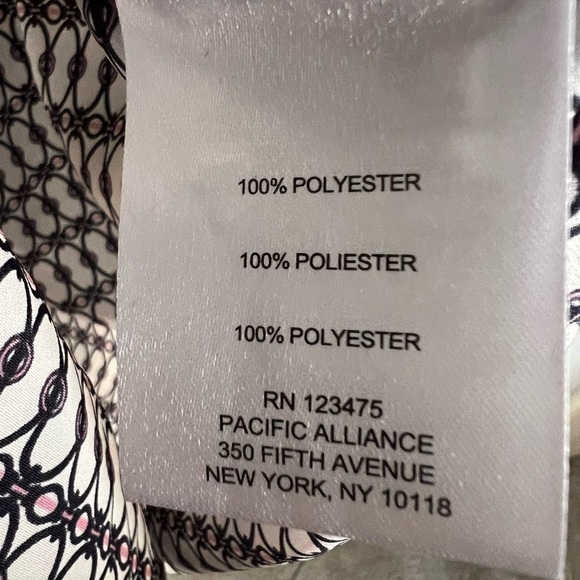 100% POLYESTER
100% POLIESTER
100% POLYESTER
RN 123475
PACIFIC ALLIANCE
350 FIFTH AVENUE
NEW YORK, NY 10118